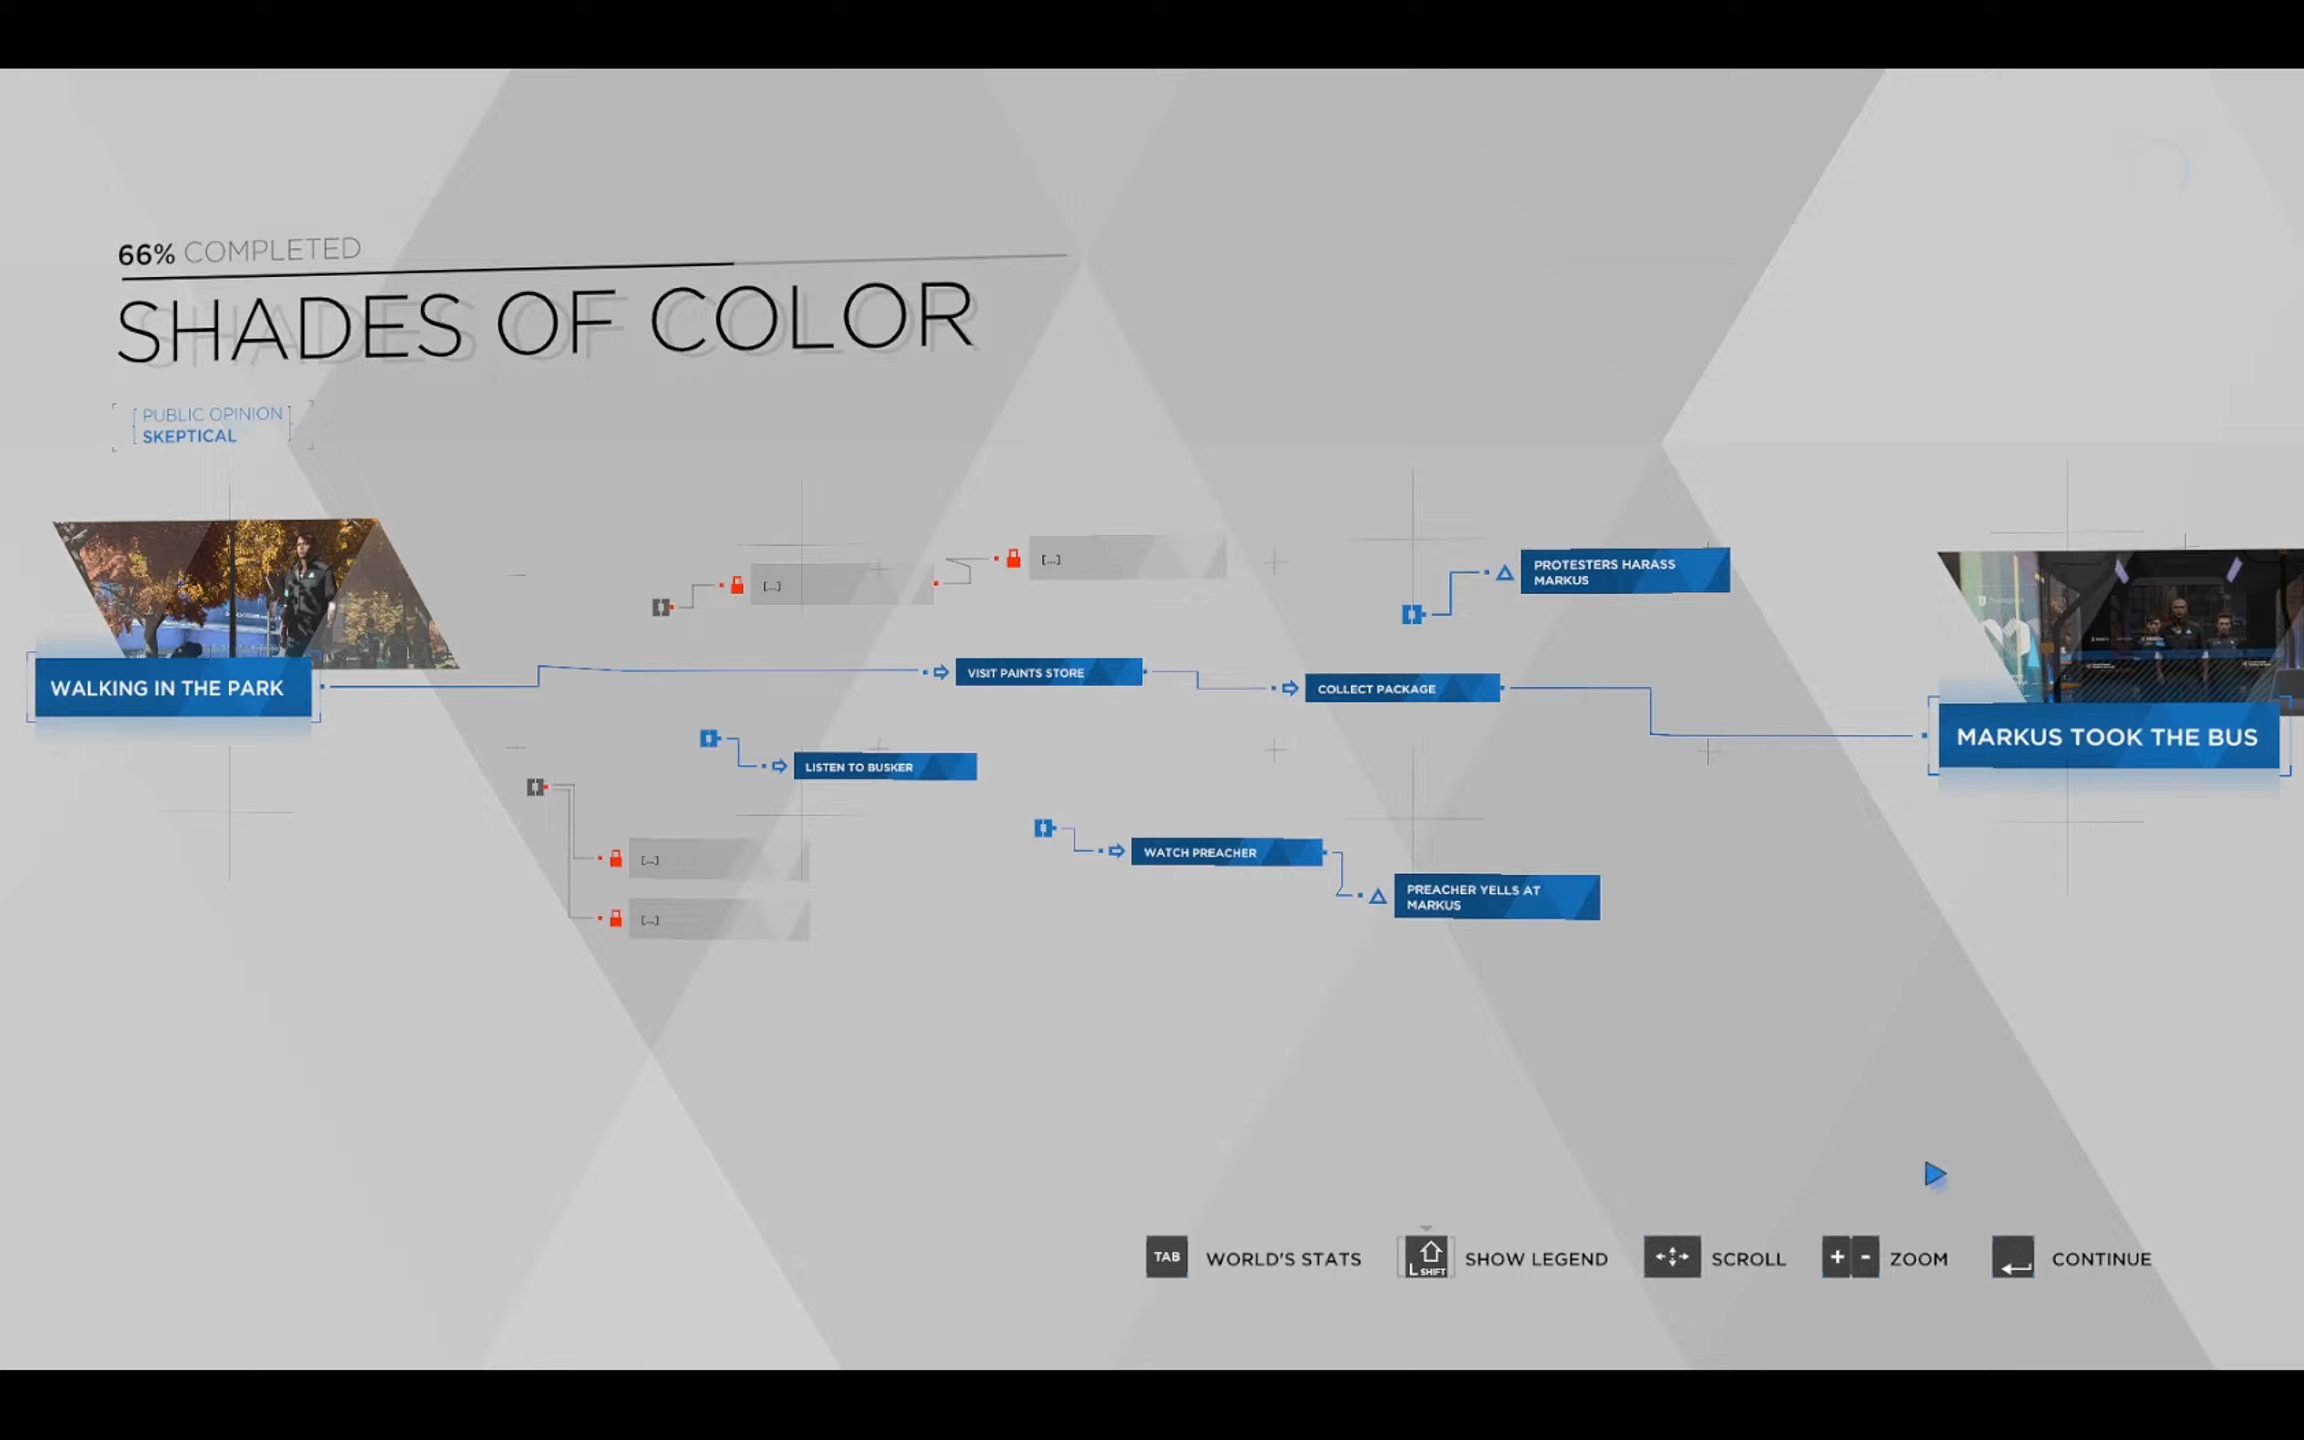 66% COMPLETED
SHADES OF COLOR
PUBLIC OPINION
SKEPTICAL
[...]
[...]
PROTESTERS HARASS
MARKUS
WALKING IN THE PARK
VISIT PAINTS STORE
COLLECT PACKAGE
MARKUS TOOK THE BUS
LISTEN TO BUSKER
[...]
[...]
WATCH PREACHER
PREACHER YELLS AT
MARKUS
TAB WORLD'S STATS
L SHIFT SHOW LEGEND
SCROLL
+ - ZOOM
CONTINUE